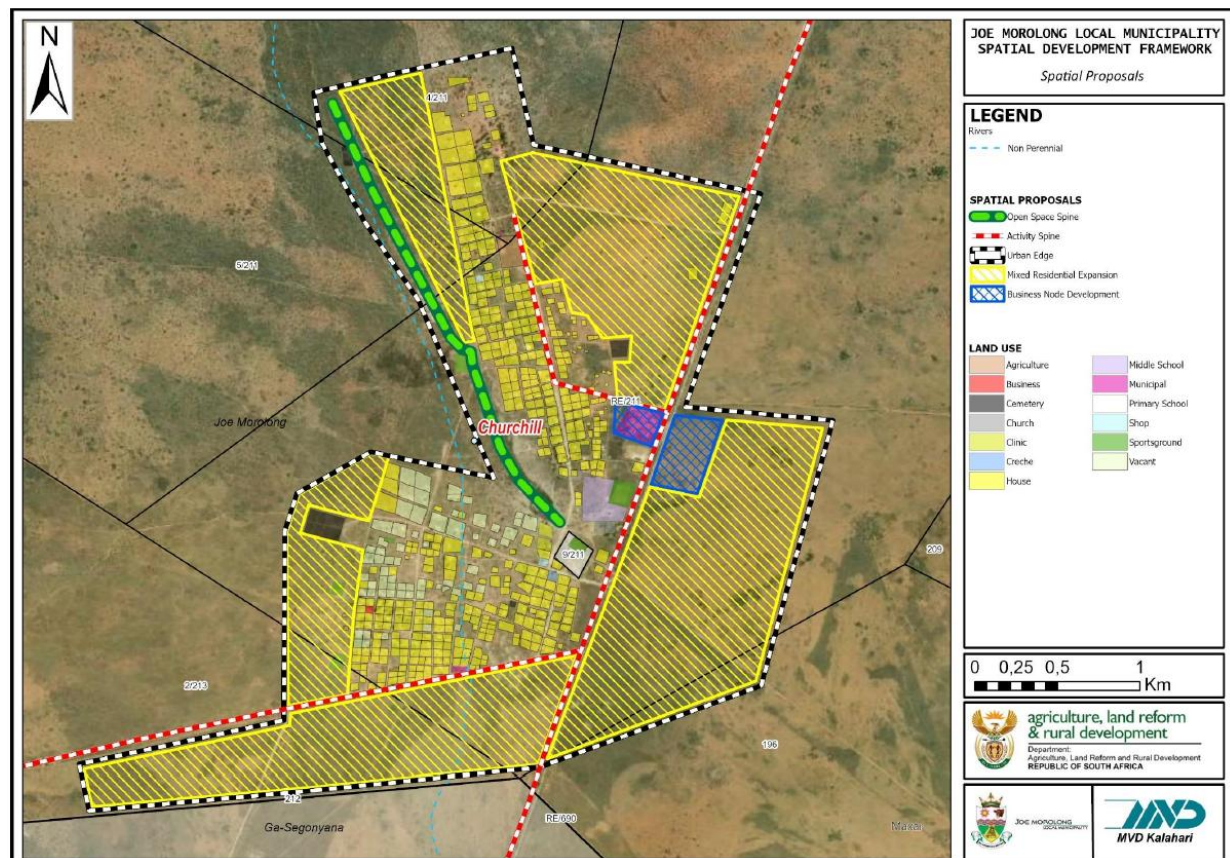 N
JOE MOROLONG LOCAL MUNICIPALITY
SPATIAL DEVELOPMENT FRAMEWORK
Spatial Proposals
LEGEND
Rivers
Non Perennial
SPATIAL PROPOSALS
Open Space Spine
Activity Spine
Urban Edge
Mixed Residential Expansion
Business Node Development
LAND USE
Agriculture
Business
Cemetery
Church
Clinic
Creche
House
Middle School
Municipal
Primary School
Shop
Sportsground
Vacant
0 0,25 0,5 1
Km
agriculture, land reform
& rural development
Department:
Agriculture, Land Reform and Rural Development
REPUBLIC OF SOUTH AFRICA
JOE MOROLONG
LOCAL MUNICIPALITY
MVD
MVD Kalahari
4/211
5/211
RE/211
Joe Morolong
Churchill
9/211
209
2/213
196
212
Ga-Segonyana
RE/690